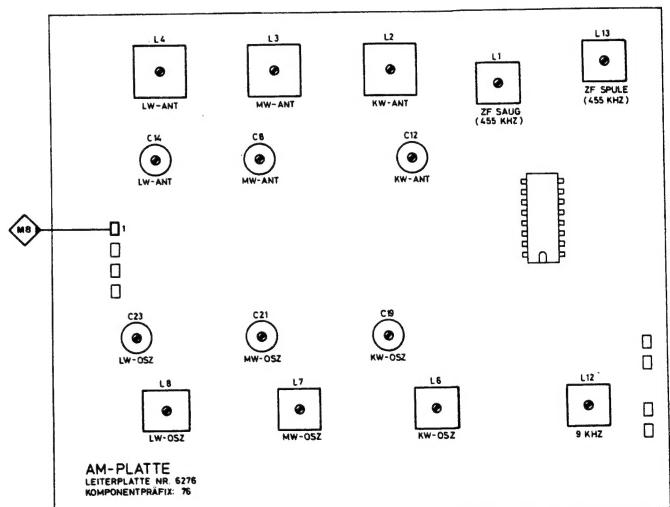 L4
L3
L2
L1
L13
LW-ANT
MW-ANT
KW-ANT
ZF SAUG
(455 KHZ)
ZF SPULE
(455 KHZ)
C14
C8
C12
LW-ANT
MW-ANT
KW-ANT
M8
1
C23
C21
C19
LW-OSZ
MW-OSZ
KW-OSZ
L8
L7
L6
L12
LW-OSZ
MW-OSZ
KW-OSZ
9 KHZ
AM-PLATTE
LEITERPLATTE NR. 6276
KOMPONENTPRÄFIX: 76